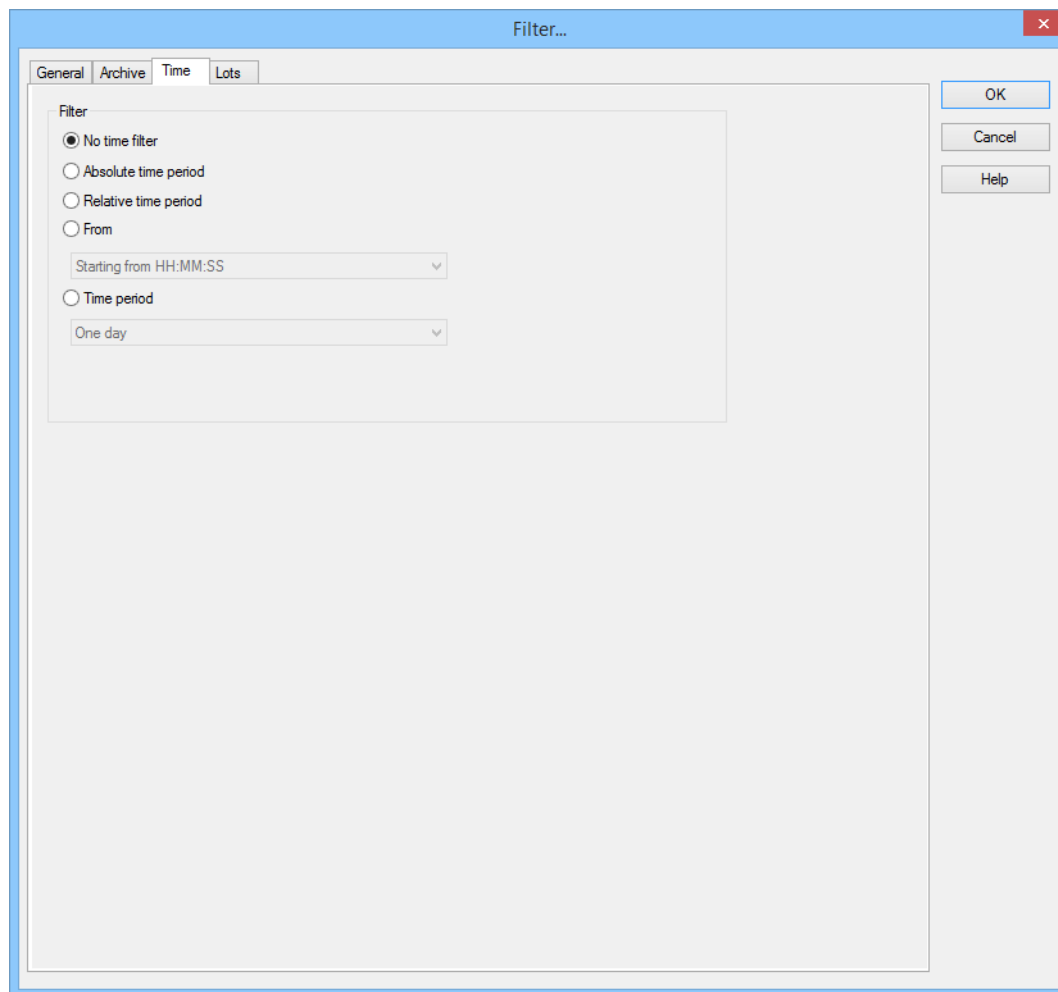 Filter...
General Archive Time Lots
OK
Cancel
Help
Filter
No time filter
Absolute time period
Relative time period
From
Starting from HH:MM:SS
Time period
One day